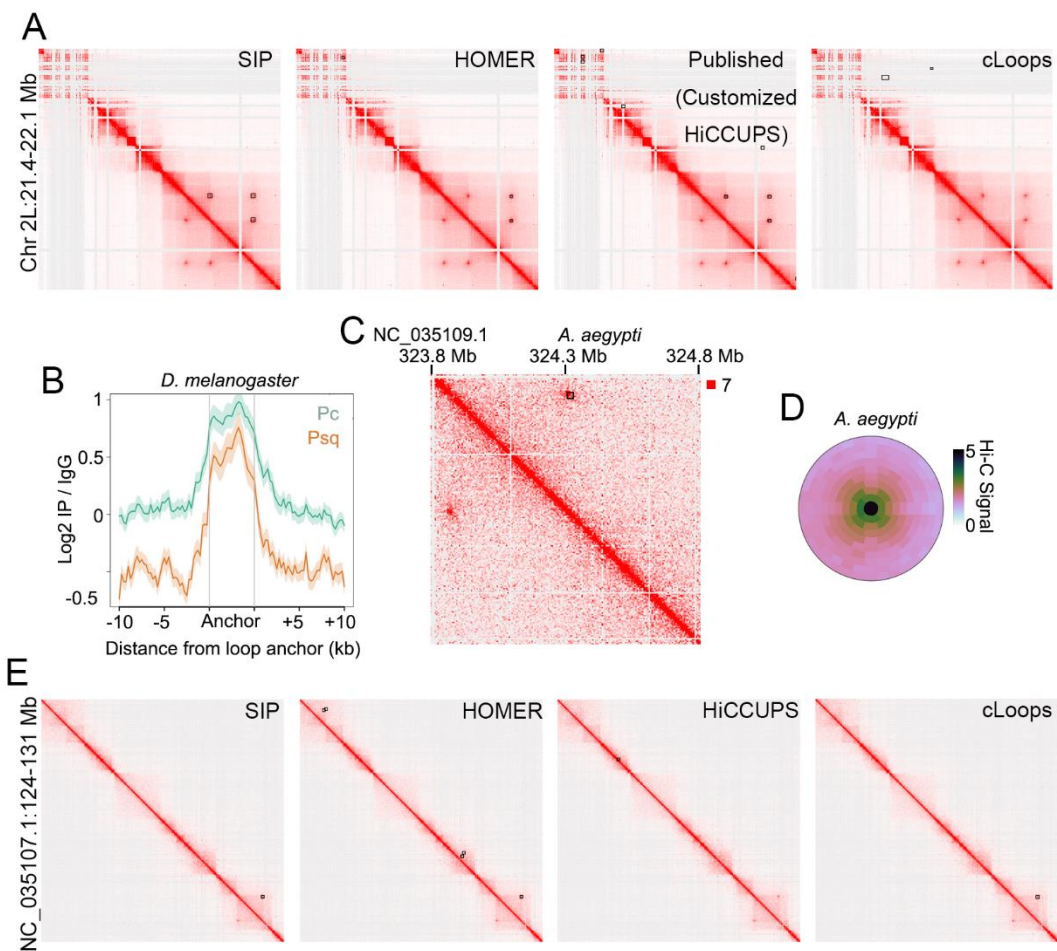 A
SIP
HOMER
Published
(Customized
HiCCUPS)
cLoops
Chr 2L:21.4-22.1 Mb
B
D. melanogaster
Pc
Psq
1
0.5
0
-0.5
Log2 IP / IgG
-10
-5
Anchor
+5
+10
Distance from loop anchor (kb)
C
NC_035109.1
A. aegypti
323.8 Mb
324.3 Mb
324.8 Mb
7
D
A. aegypti
5
0
Hi-C Signal
E
SIP
HOMER
HiCCUPS
cLoops
NC_035107.1:124-131 Mb